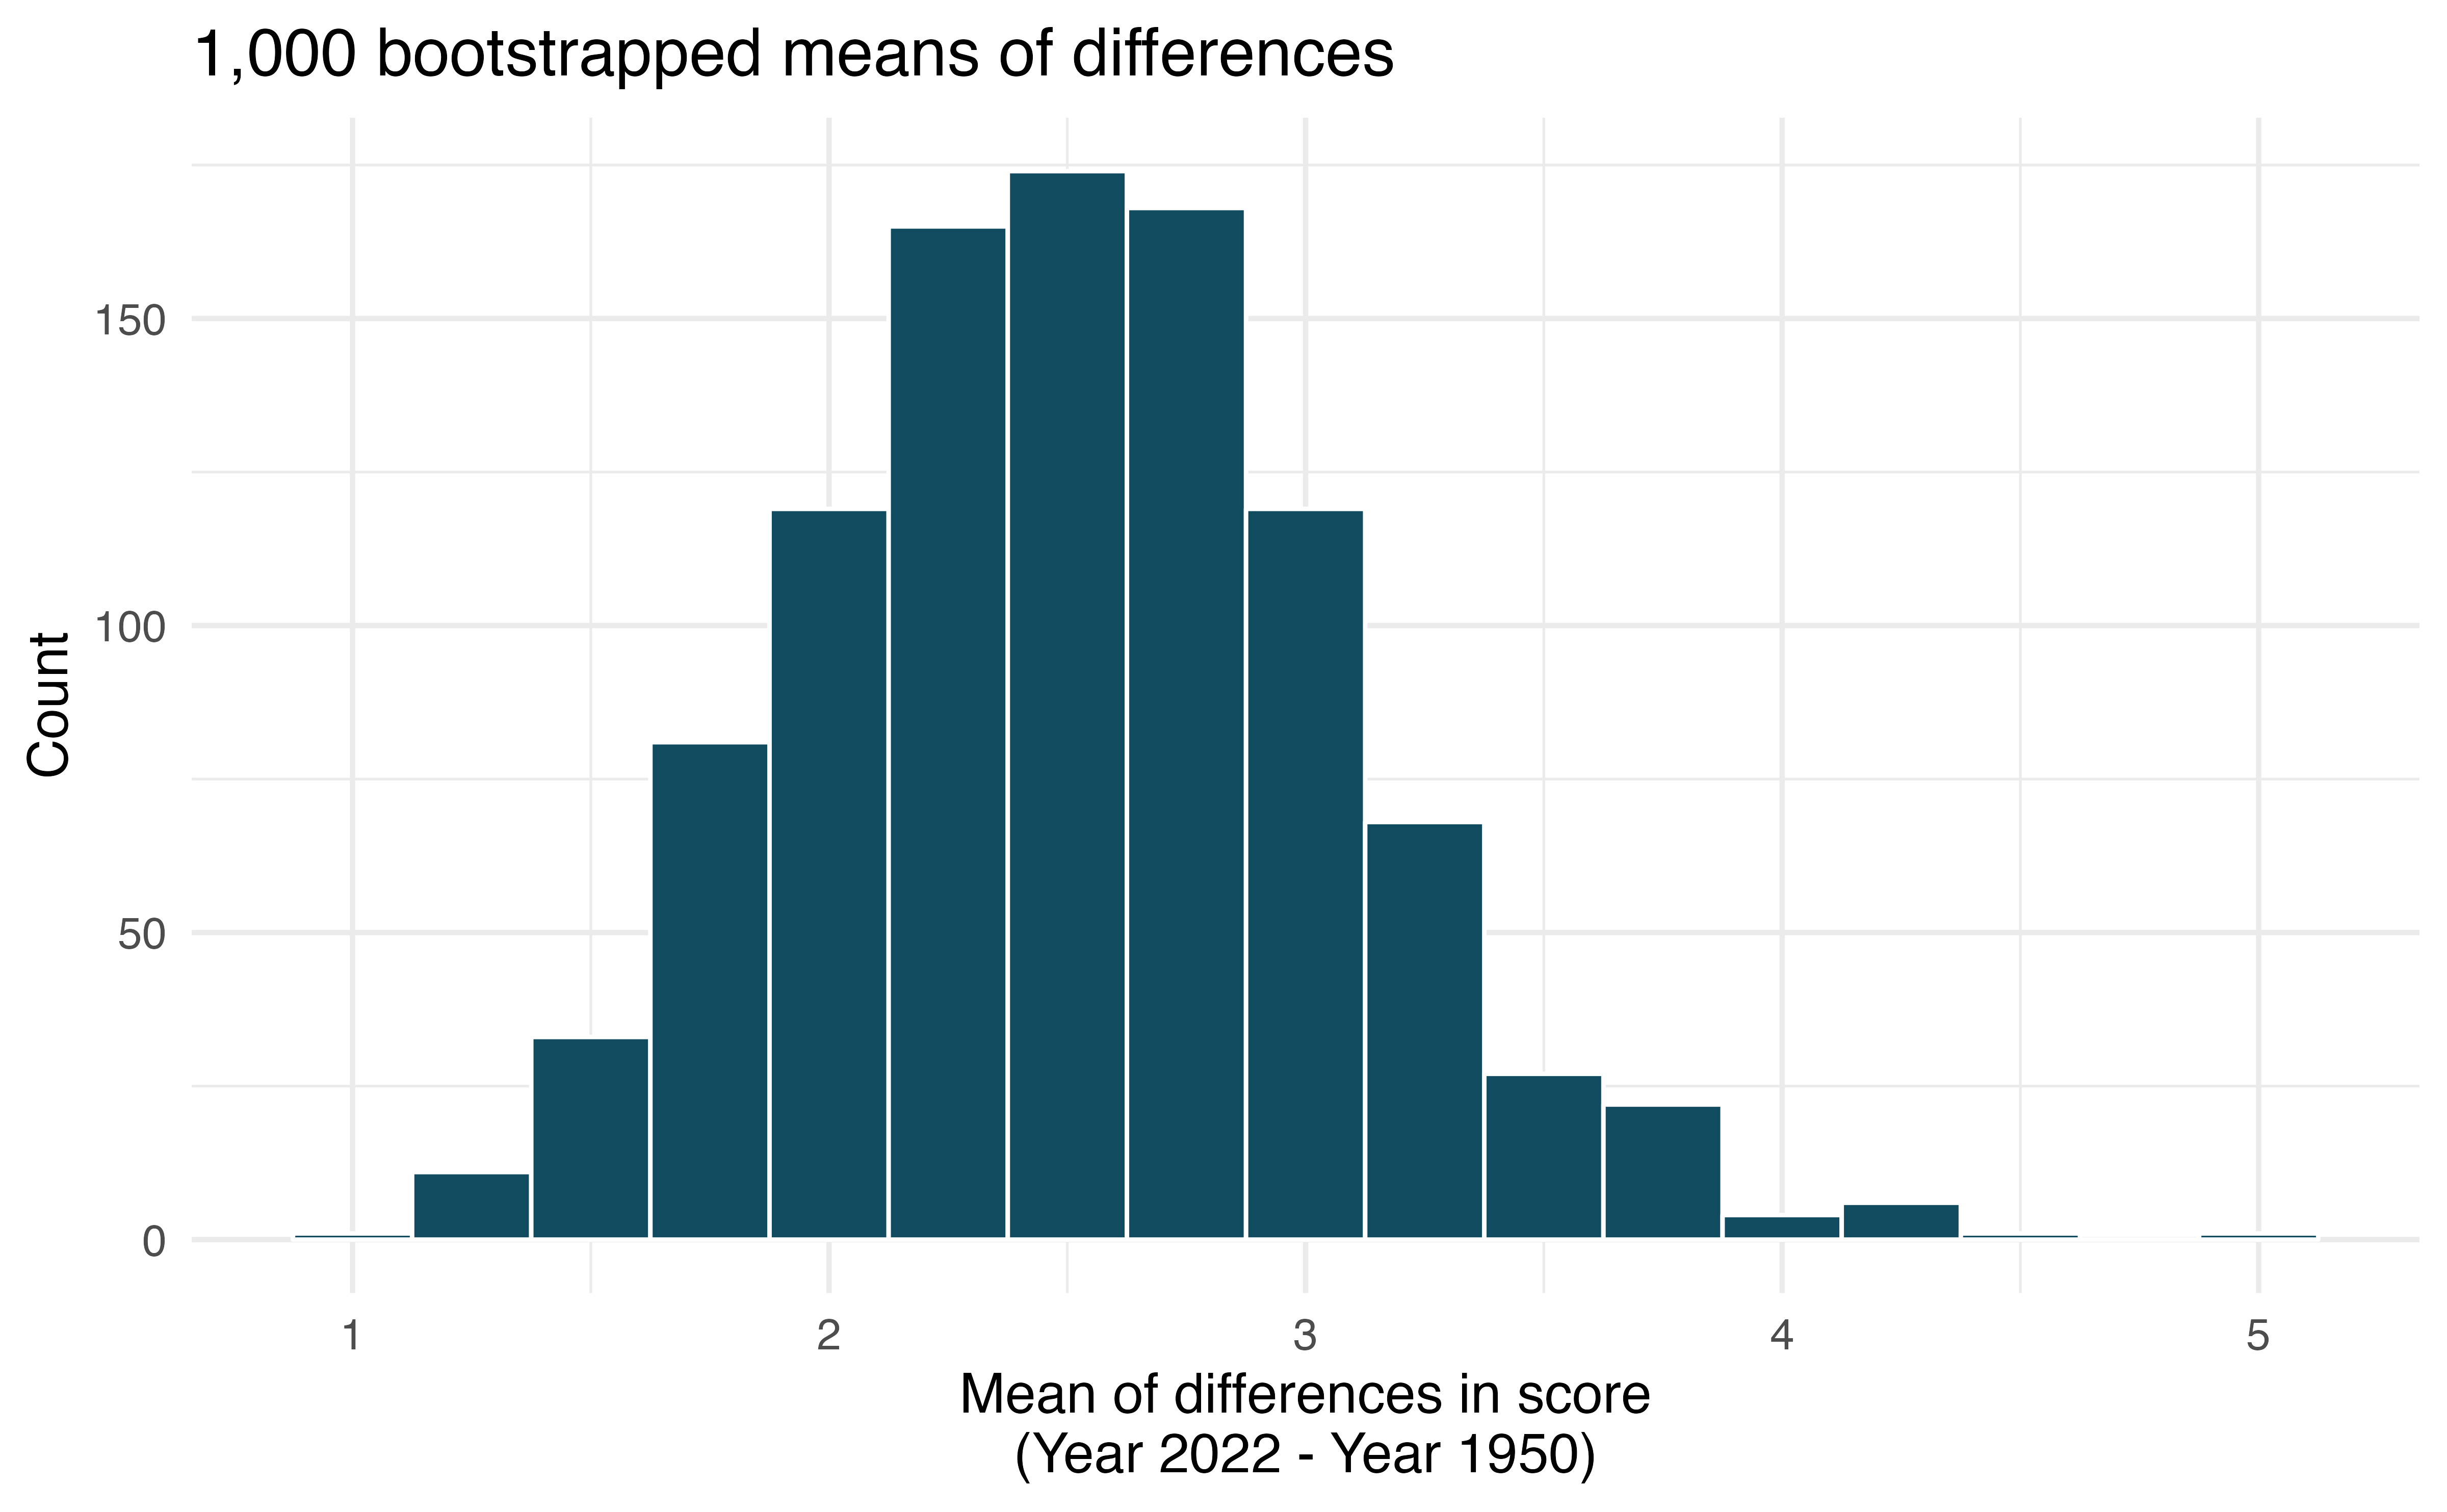 1,000 bootstrapped means of differences
150
100
50
0
Count
1 2 3 4 5
Mean of differences in score
(Year 2022 - Year 1950)